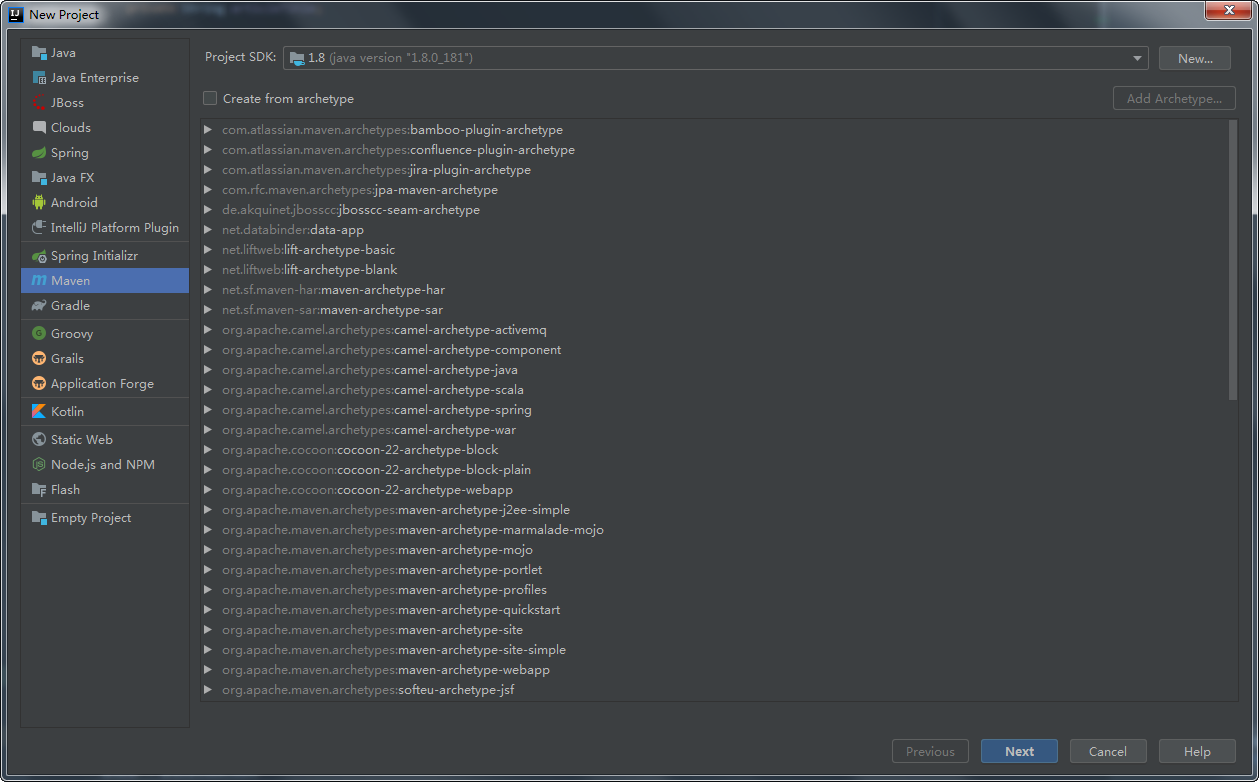 New Project
Java
Java Enterprise
JBoss
Clouds
Spring
Java FX
Android
IntelliJ Platform Plugin
Spring Initializr
Maven
Gradle
Groovy
Grails
Application Forge
Kotlin
Static Web
Node.js and NPM
Flash
Empty Project
Project SDK: 1.8 (java version "1.8.0_181") New...
Create from archetype Add Archetype...
com.atlassian.maven.archetypes:bamboo-plugin-archetype
com.atlassian.maven.archetypes:confluence-plugin-archetype
com.atlassian.maven.archetypes:jira-plugin-archetype
com.rfc.maven.archetypes:jpa-maven-archetype
de.akquinet.jbosscc:jbosscc-seam-archetype
net.databinder:data-app
net.liftweb:lift-archetype-basic
net.liftweb:lift-archetype-blank
net.sf.maven-har:maven-archetype-har
net.sf.maven-sar:maven-archetype-sar
org.apache.camel.archetypes:camel-archetype-activemq
org.apache.camel.archetypes:camel-archetype-component
org.apache.camel.archetypes:camel-archetype-java
org.apache.camel.archetypes:camel-archetype-scala
org.apache.camel.archetypes:camel-archetype-spring
org.apache.camel.archetypes:camel-archetype-war
org.apache.cocoon:cocoon-22-archetype-block
org.apache.cocoon:cocoon-22-archetype-block-plain
org.apache.cocoon:cocoon-22-archetype-webapp
org.apache.maven.archetypes:maven-archetype-j2ee-simple
org.apache.maven.archetypes:maven-archetype-marmalade-mojo
org.apache.maven.archetypes:maven-archetype-mojo
org.apache.maven.archetypes:maven-archetype-portlet
org.apache.maven.archetypes:maven-archetype-profiles
org.apache.maven.archetypes:maven-archetype-quickstart
org.apache.maven.archetypes:maven-archetype-site
org.apache.maven.archetypes:maven-archetype-site-simple
org.apache.maven.archetypes:maven-archetype-webapp
org.apache.maven.archetypes:softeu-archetype-jsf
Previous Next Cancel Help